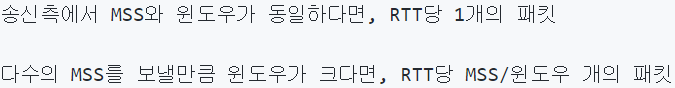 송신측에서 MSS와 윈도우가 동일하다면, RTT당 1개의 패킷
다수의 MSS를 보낼만큼 윈도우가 크다면, RTT당 MSS/윈도우 개의 패킷